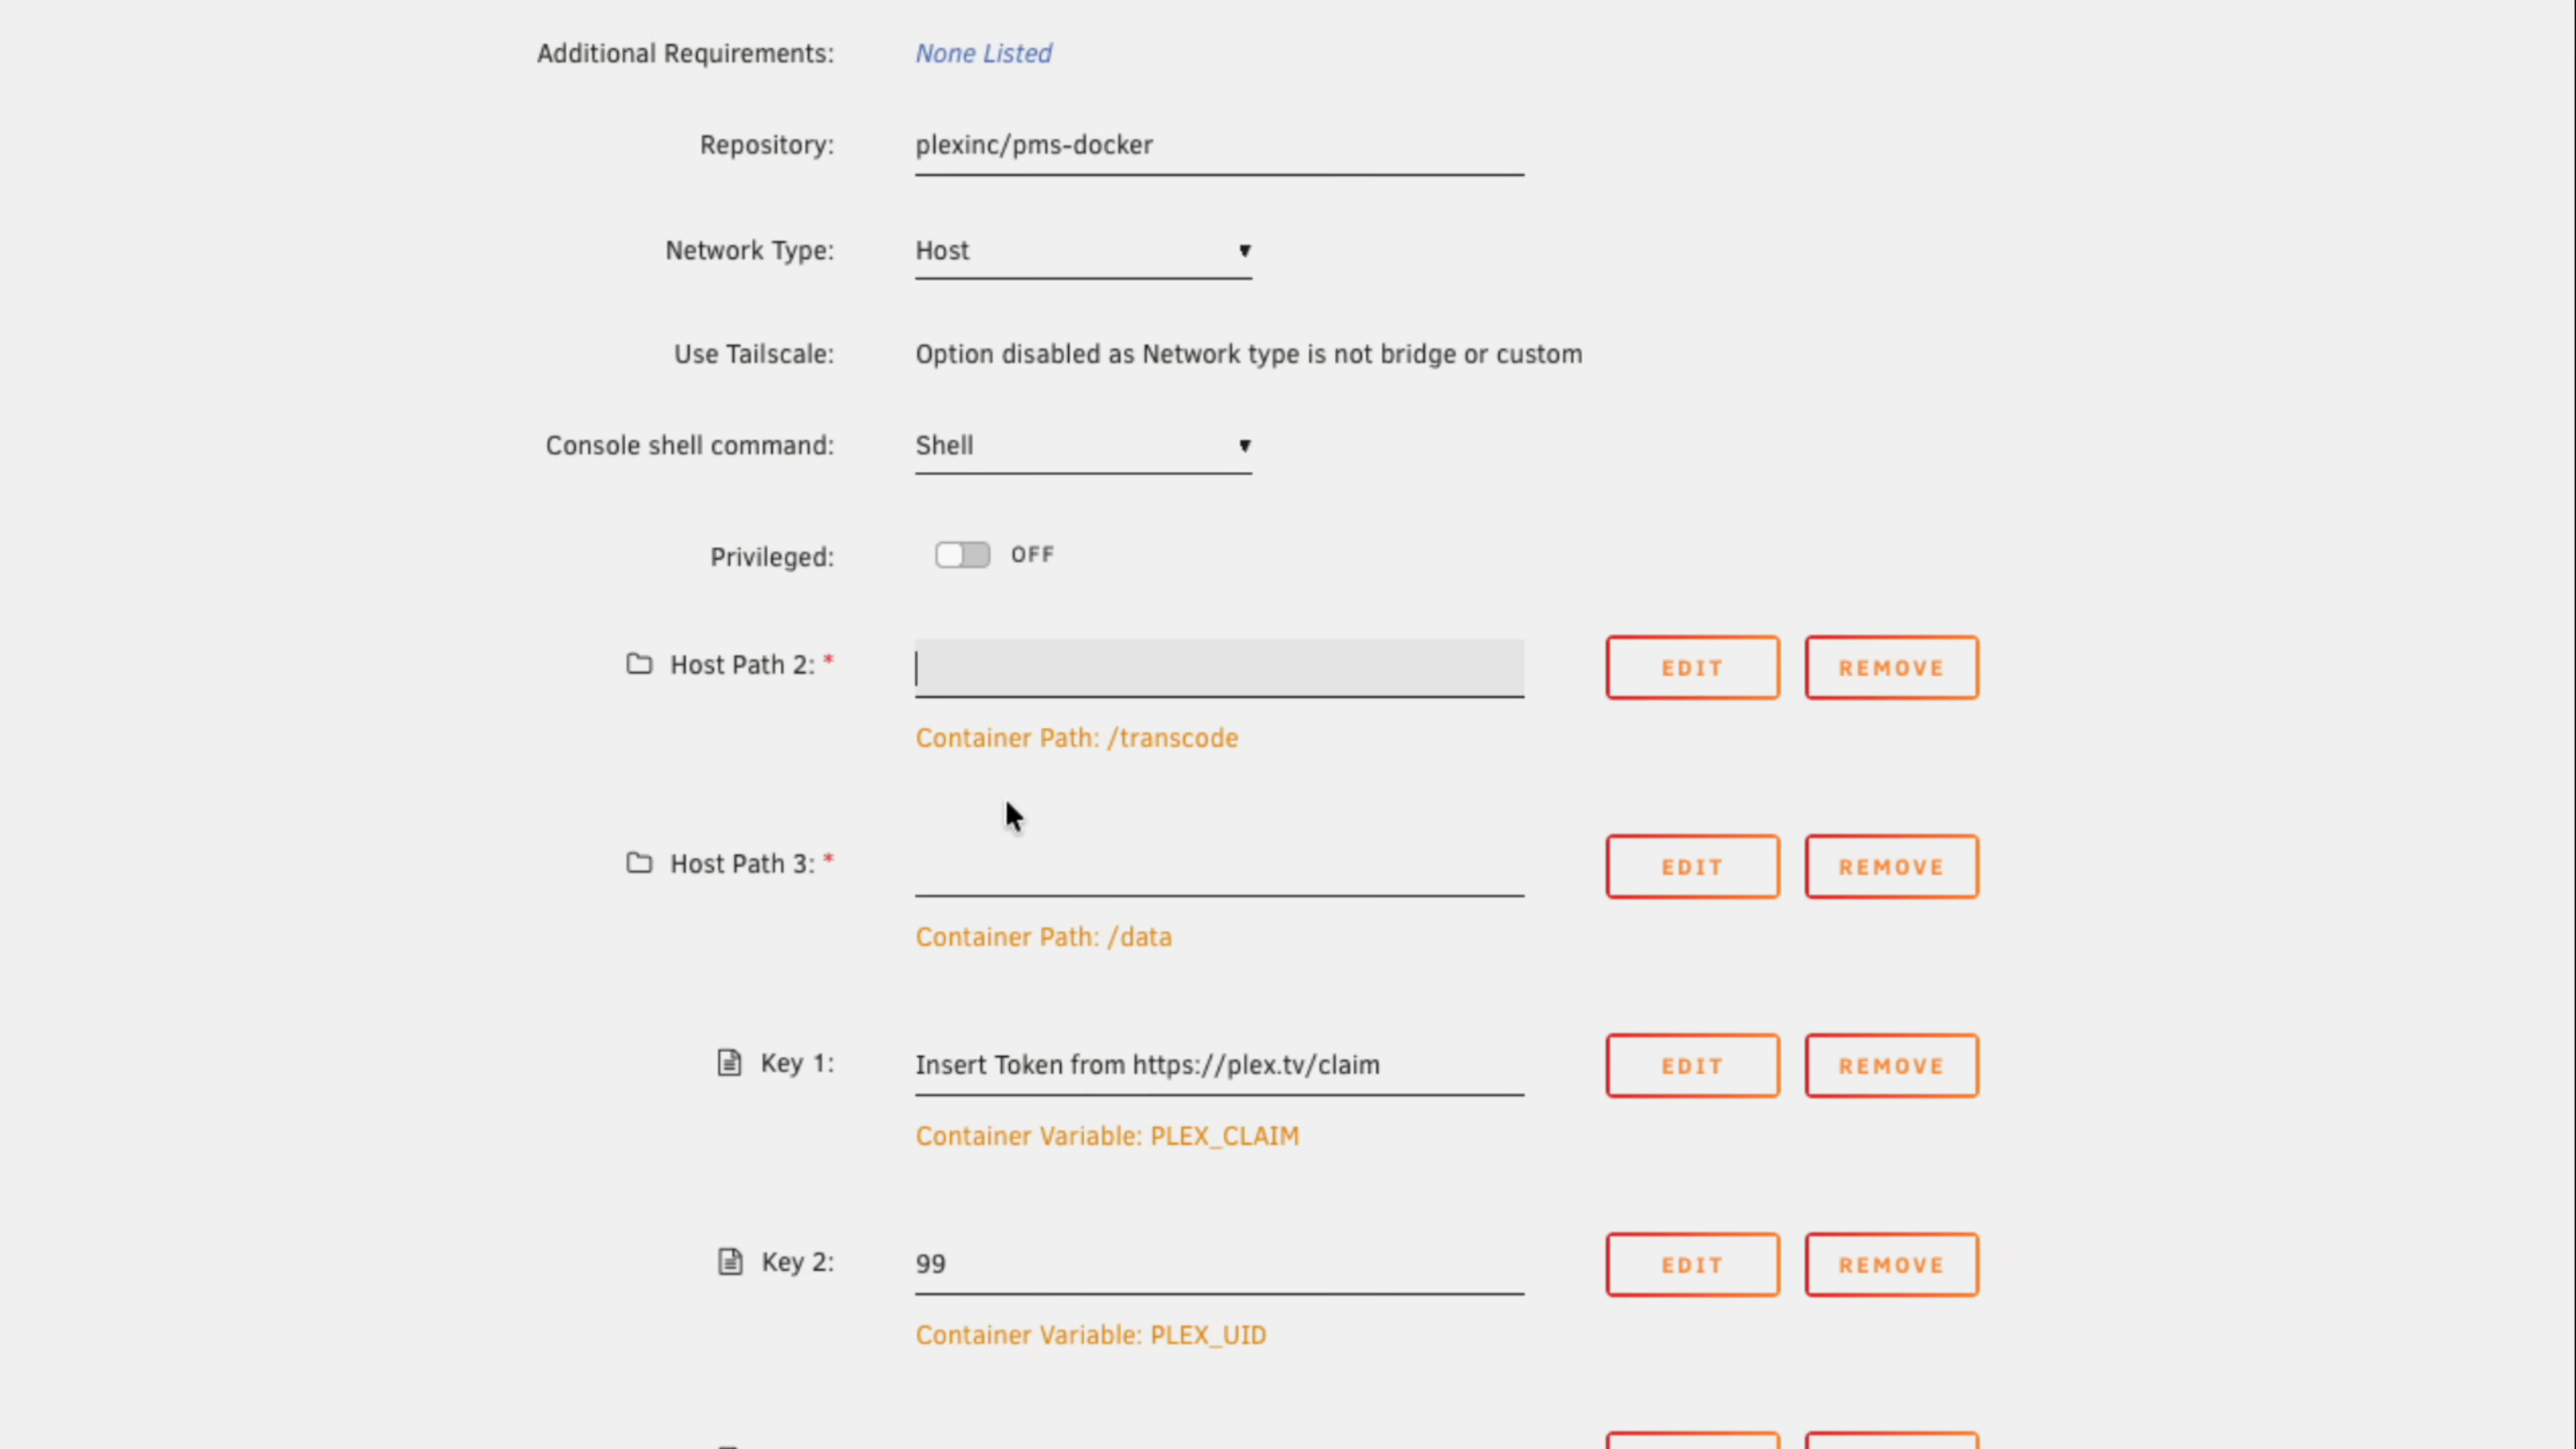 Additional Requirements: None Listed
Repository: plexinc/pms-docker
Network Type: Host
Use Tailscale: Option disabled as Network type is not bridge or custom
Console shell command: Shell
Privileged: OFF
Host Path 2: * EDIT REMOVE
Container Path: /transcode
Host Path 3: * EDIT REMOVE
Container Path: /data
Key 1: Insert Token from https://plex.tv/claim EDIT REMOVE
Container Variable: PLEX_CLAIM
Key 2: 99 EDIT REMOVE
Container Variable: PLEX_UID